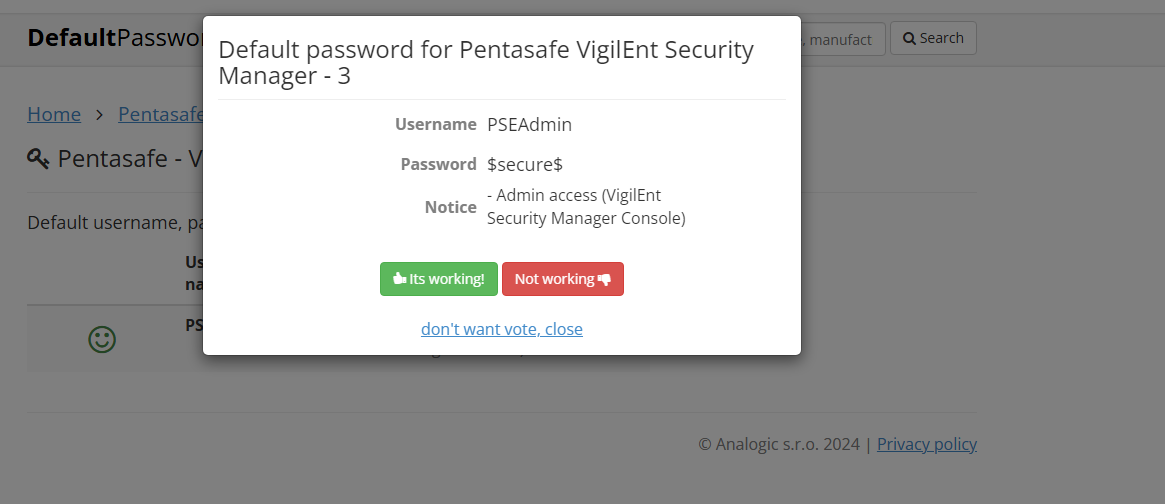 DefaultPasswo
, manufact
Search
Default password for Pentasafe VigilEnt Security
Manager - 3
Username PSEAdmin
Password $secure$
Notice - Admin access (VigilEnt
Security Manager Console)
Its working! Not working
don't want vote, close
Home > Pentasafe
Pentasafe - V
Default username, pa
Us
na
PS
© Analogic s.r.o. 2024 | Privacy policy